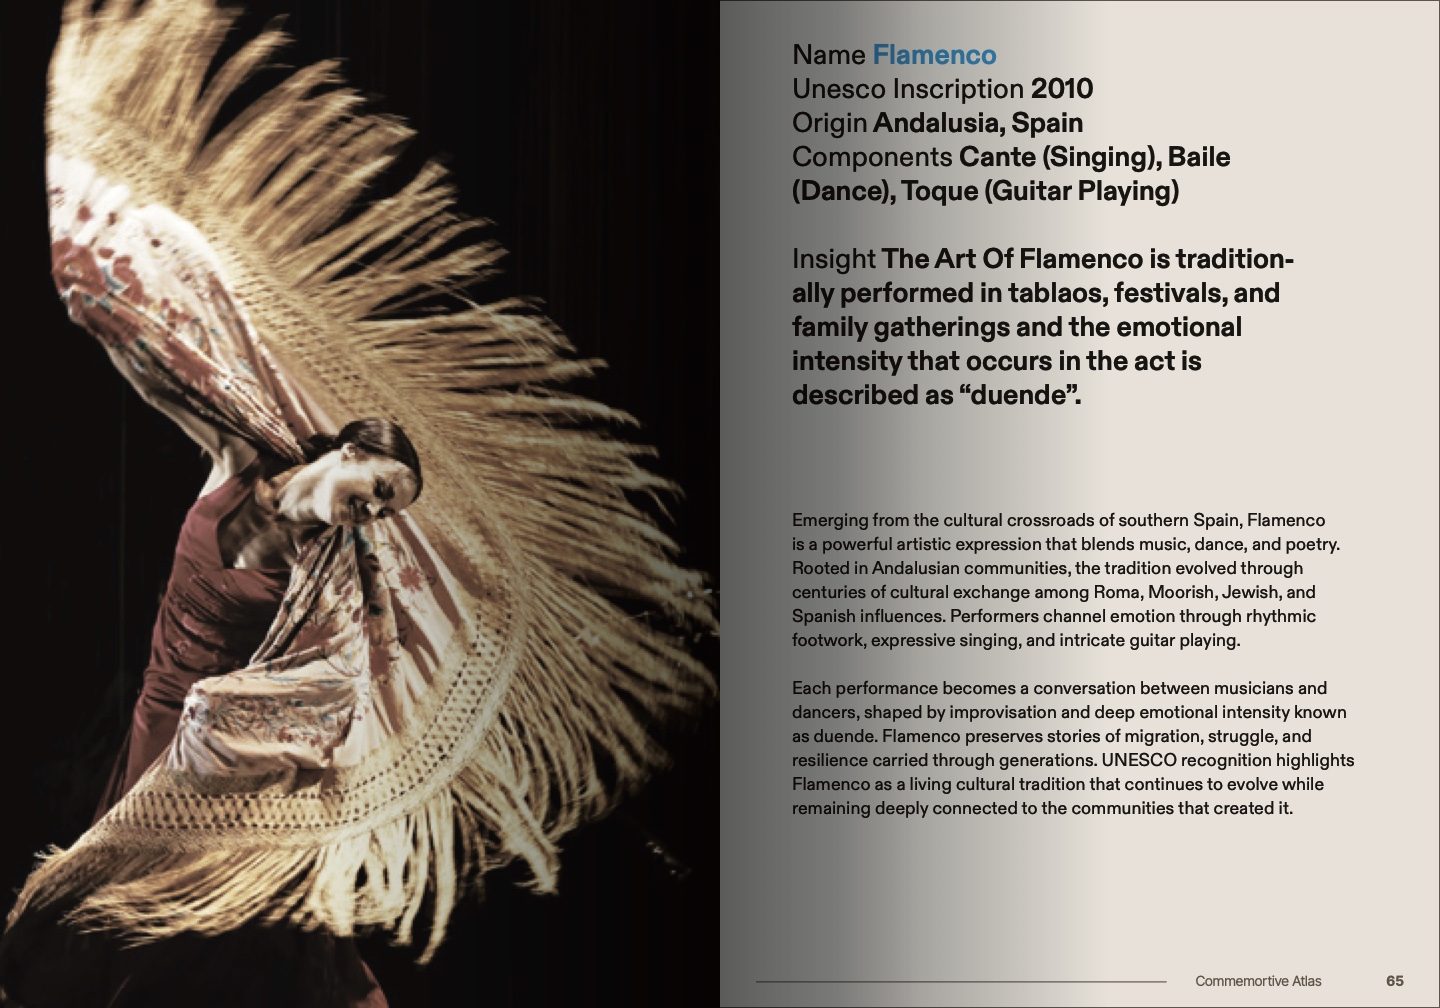 Name Flamenco
Unesco Inscription 2010
Origin Andalusia, Spain
Components Cante (Singing), Baile
(Dance), Toque (Guitar Playing)
Insight The Art Of Flamenco is tradition-
ally performed in tablaos, festivals, and
family gatherings and the emotional
intensity that occurs in the act is
described as “duende”.
Emerging from the cultural crossroads of southern Spain, Flamenco
is a powerful artistic expression that blends music, dance, and poetry.
Rooted in Andalusian communities, the tradition evolved through
centuries of cultural exchange among Roma, Moorish, Jewish, and
Spanish influences. Performers channel emotion through rhythmic
footwork, expressive singing, and intricate guitar playing.
Each performance becomes a conversation between musicians and
dancers, shaped by improvisation and deep emotional intensity known
as duende. Flamenco preserves stories of migration, struggle, and
resilience carried through generations. UNESCO recognition highlights
Flamenco as a living cultural tradition that continues to evolve while
remaining deeply connected to the communities that created it.
Commemortive Atlas 65